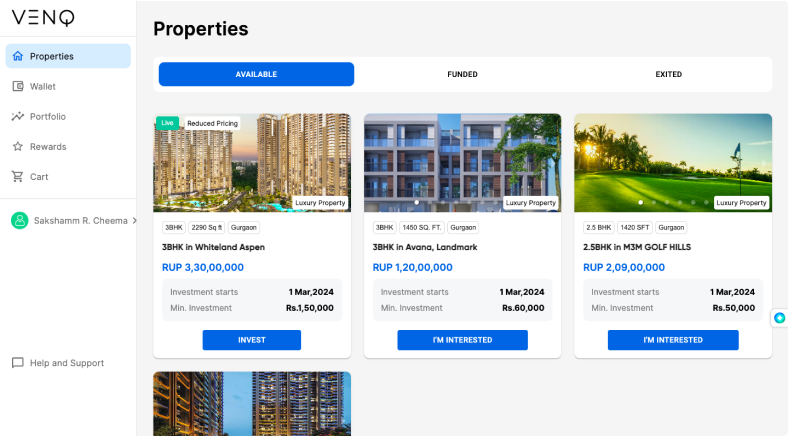 VENQ
Properties
Wallet
Portfolio
Rewards
Cart
Sakshamm R. Cheema
Help and Support
Properties
AVAILABLE
FUNDED
EXITED
Live
Reduced Pricing
Luxury Property
3BHK
2290 Sq ft
Gurgaon
3BHK in Whiteland Aspen
RUP 3,30,00,000
Investment starts 1 Mar,2024
Min. Investment Rs.1,50,000
INVEST
Luxury Property
3BHK
1450 SQ. FT.
Gurgaon
3BHK in Avana, Landmark
RUP 1,20,00,000
Investment starts 1 Mar,2024
Min. Investment Rs.60,000
I'M INTERESTED
Luxury Property
2.5 BHK
1420 SFT
Gurgaon
2.5BHK in M3M GOLF HILLS
RUP 2,09,00,000
Investment starts 1 Mar,2024
Min. Investment Rs.50,000
I'M INTERESTED